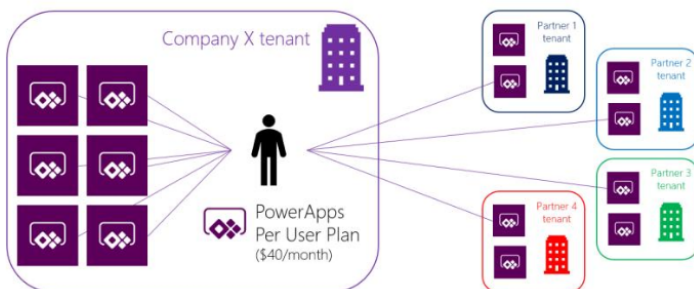 Company X tenant
PowerApps
Per User Plan
($40/month)
Partner 1
tenant
Partner 2
tenant
Partner 3
tenant
Partner 4
tenant